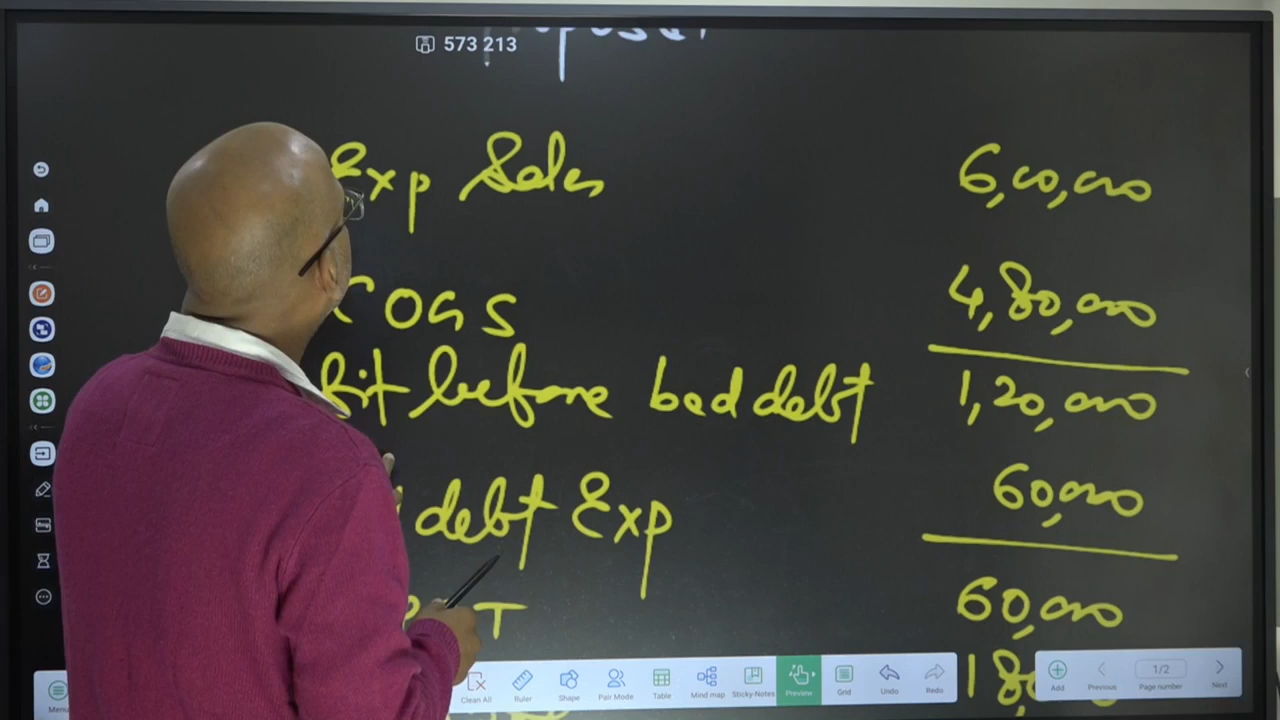 573 213
Exp Sales 6,00,000
COGS 4,80,000
fit before bad debt 1,20,000
debt Exp 60,000
T 60,000
Menu
Clean All Ruler Shape Pair Mode Table Mind map Sticky-Notes Preview Grid Undo Redo
Add Previous 1/2 Page number Next